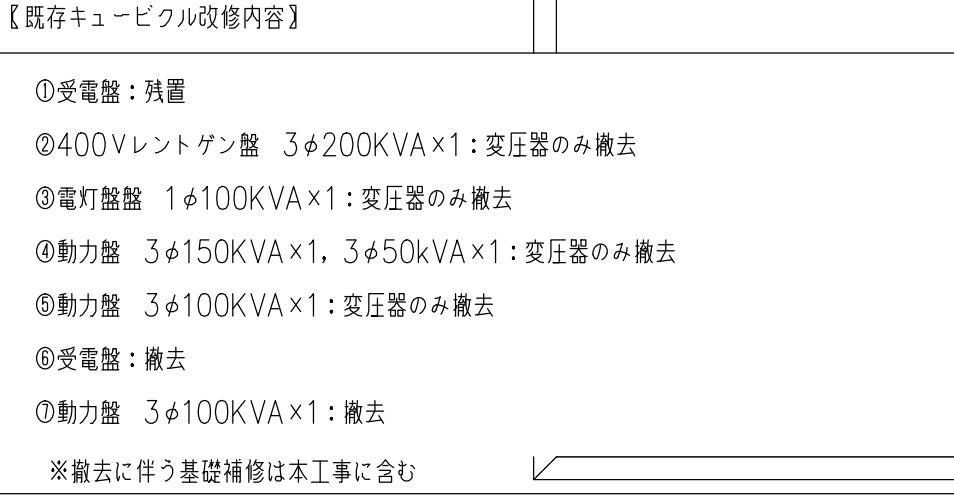 〖既存キュービクル改修内容〗
①受電盤：残置
②400Vレントゲン盤　3φ200KVA×1：変圧器のみ撤去
③電灯盤盤　1φ100KVA×1：変圧器のみ撤去
④動力盤　3φ150KVA×1，3φ50kVA×1：変圧器のみ撤去
⑤動力盤　3φ100KVA×1：変圧器のみ撤去
⑥受電盤：撤去
⑦動力盤　3φ100KVA×1：撤去
※撤去に伴う基礎補修は本工事に含む